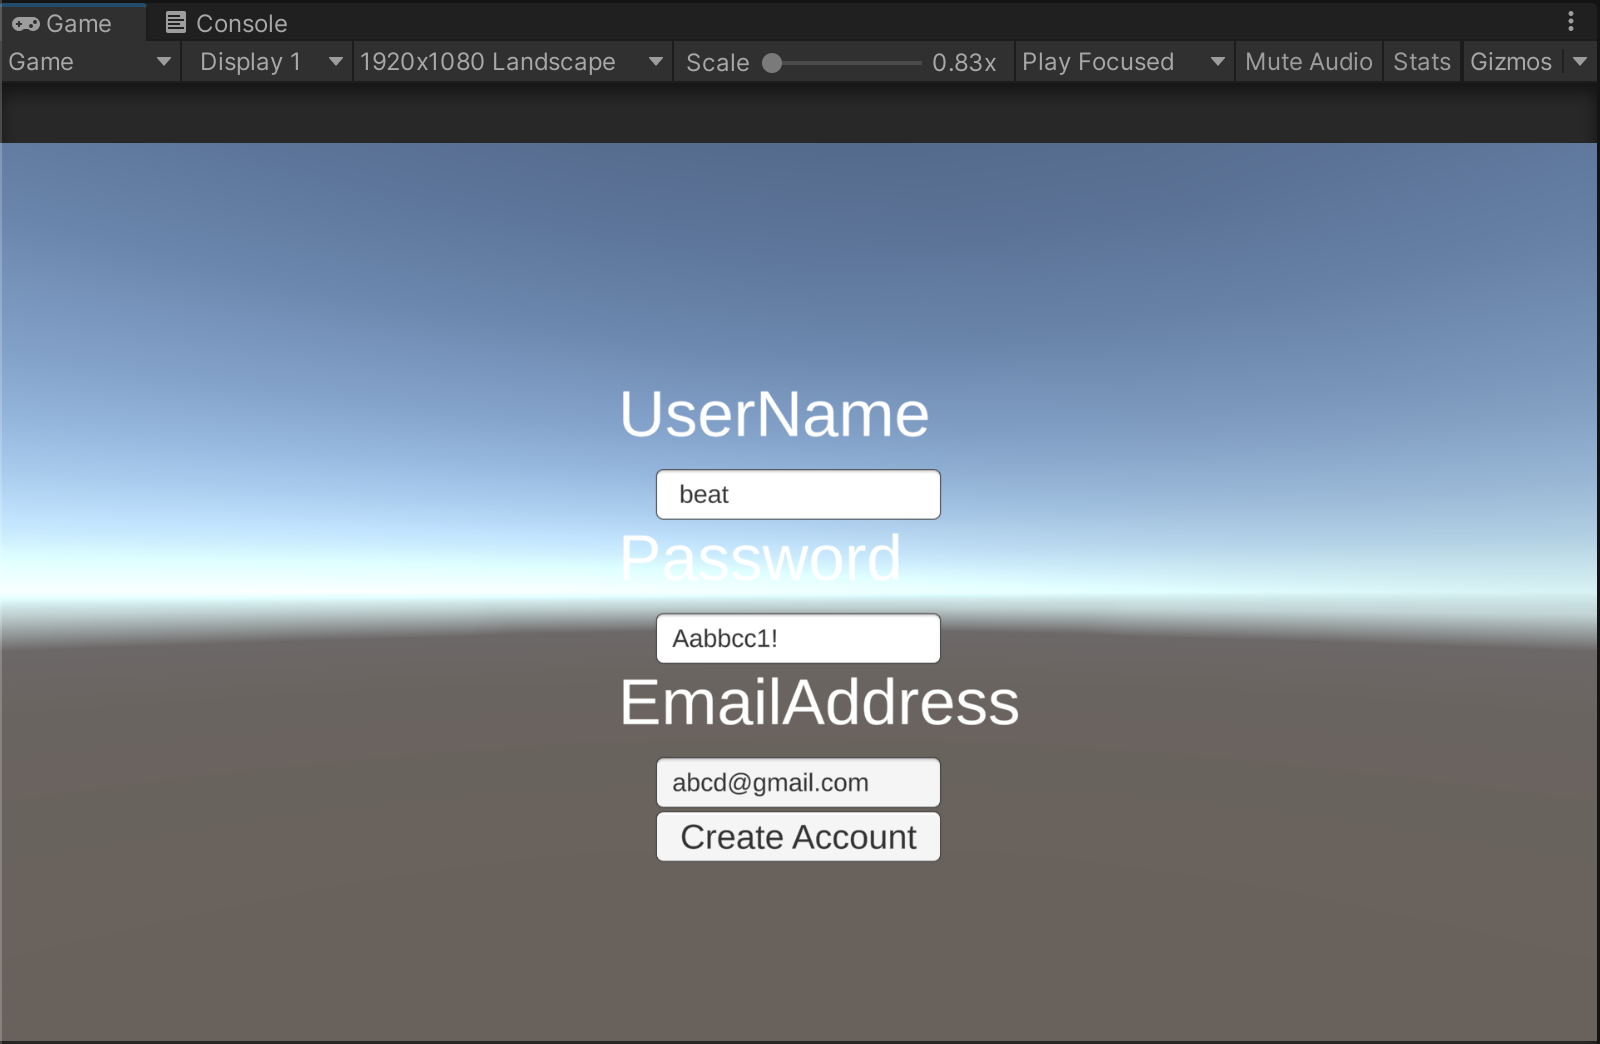 Game Console
Game Display 1 1920x1080 Landscape Scale 0.83x Play Focused Mute Audio Stats Gizmos
UserName
beat
Password
Aabbcc1!
EmailAddress
abcd@gmail.com
Create Account